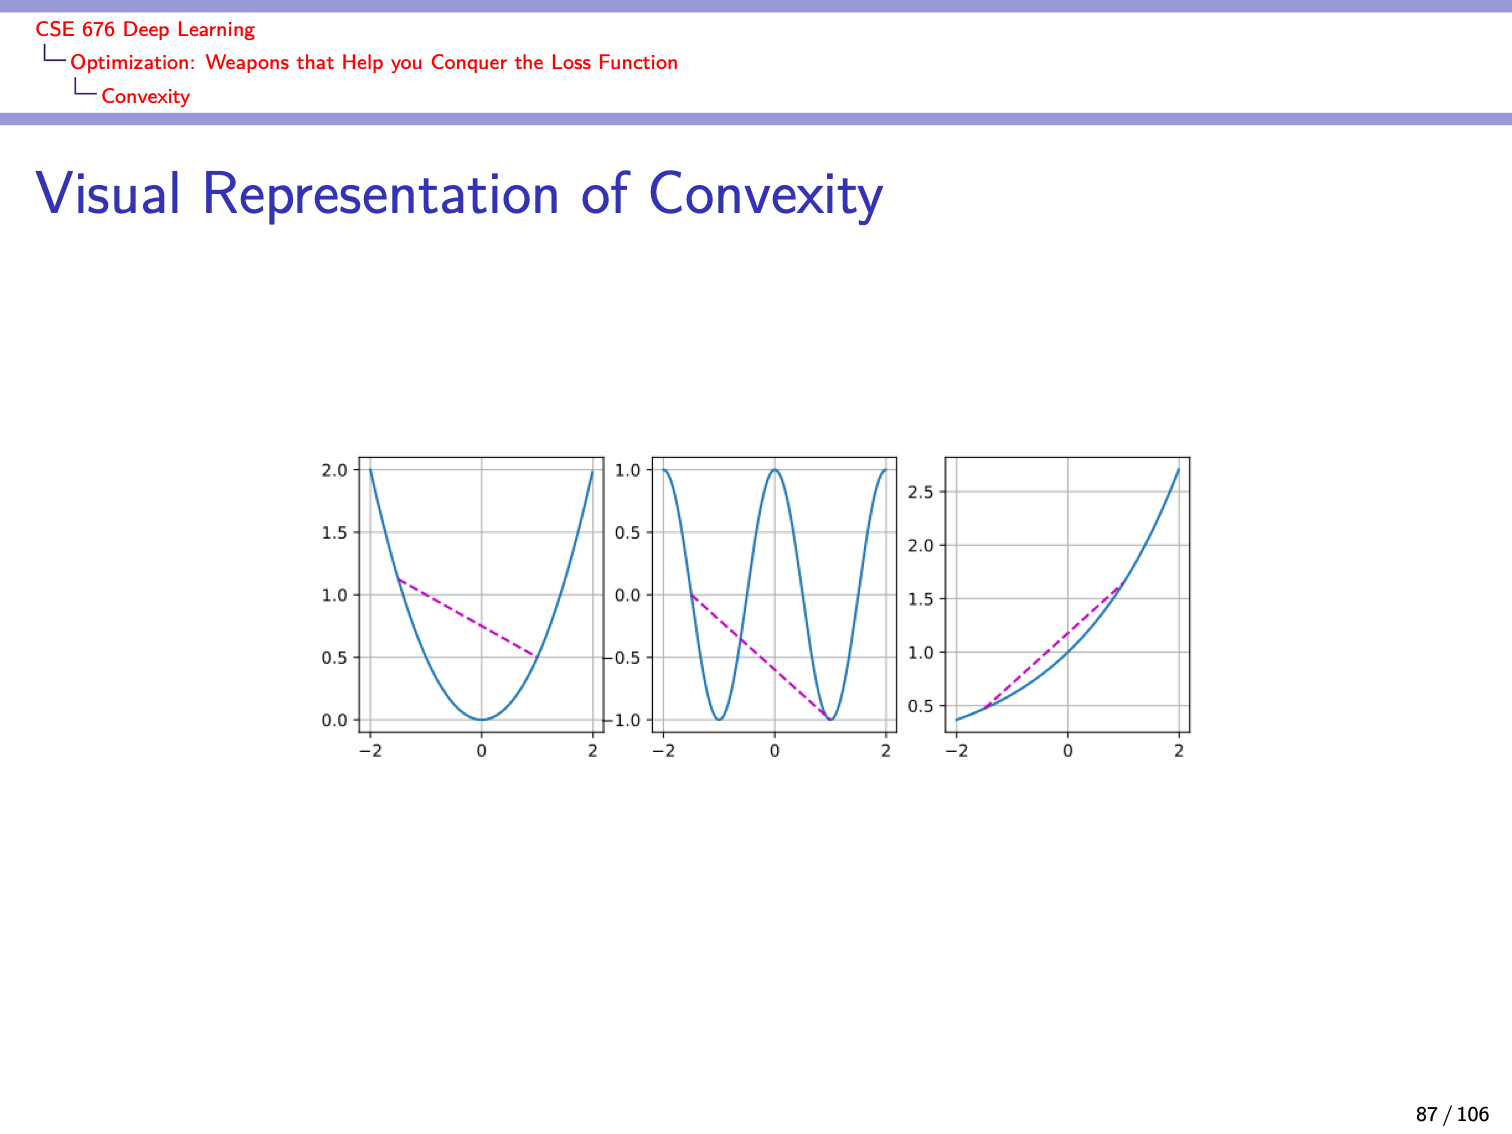 CSE 676 Deep Learning
Optimization: Weapons that Help you Conquer the Loss Function
Convexity
Visual Representation of Convexity
2.0
1.5
1.0
0.5
0.0
−2 0 2
1.0
0.5
0.0
−0.5
−1.0
−2 0 2
2.5
2.0
1.5
1.0
0.5
−2 0 2
87 / 106